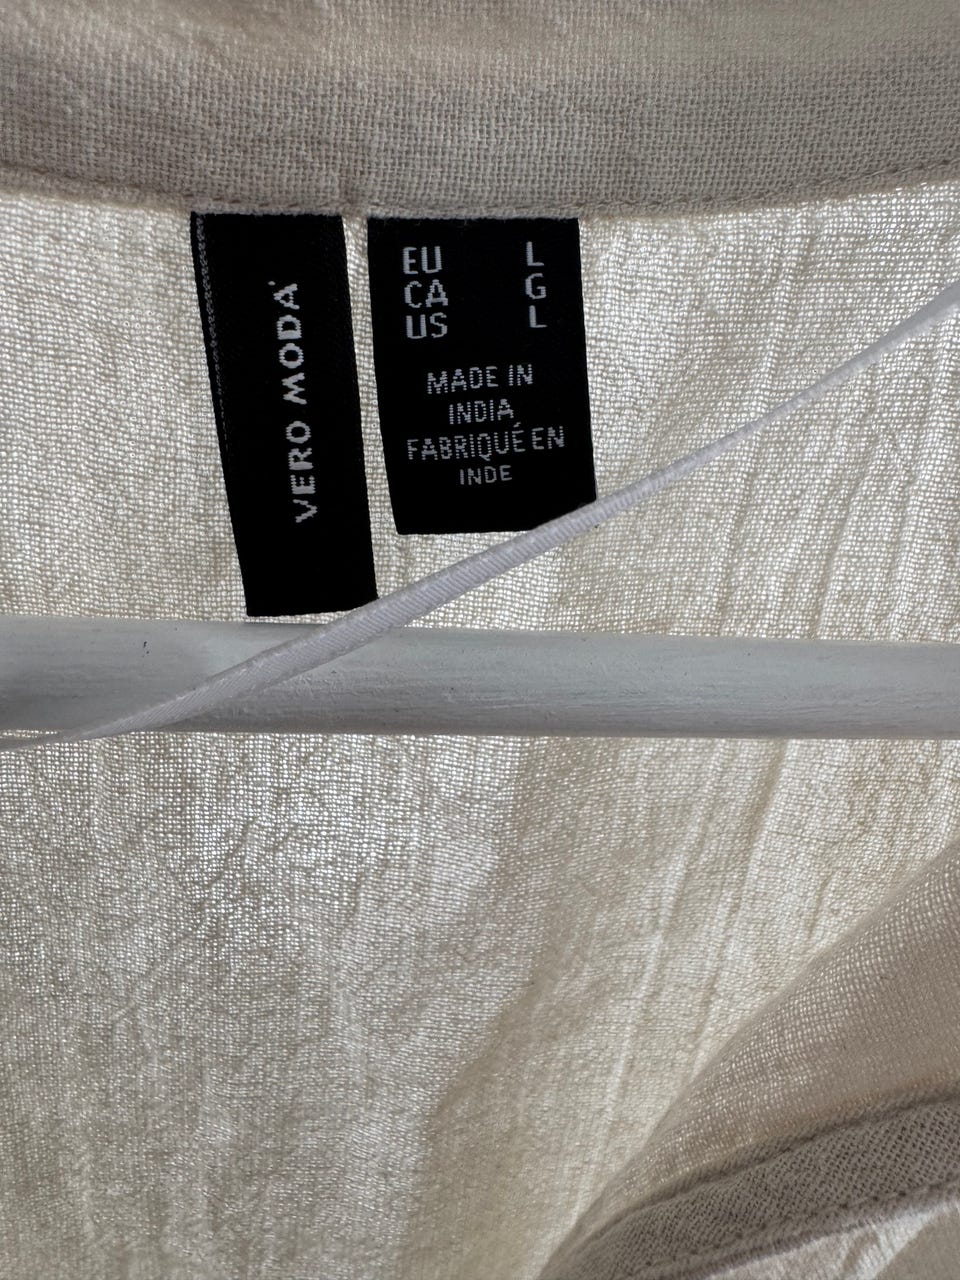 VERO MODA
EU L
CA G
US L
MADE IN
INDIA
FABRIQUÉ EN
INDE